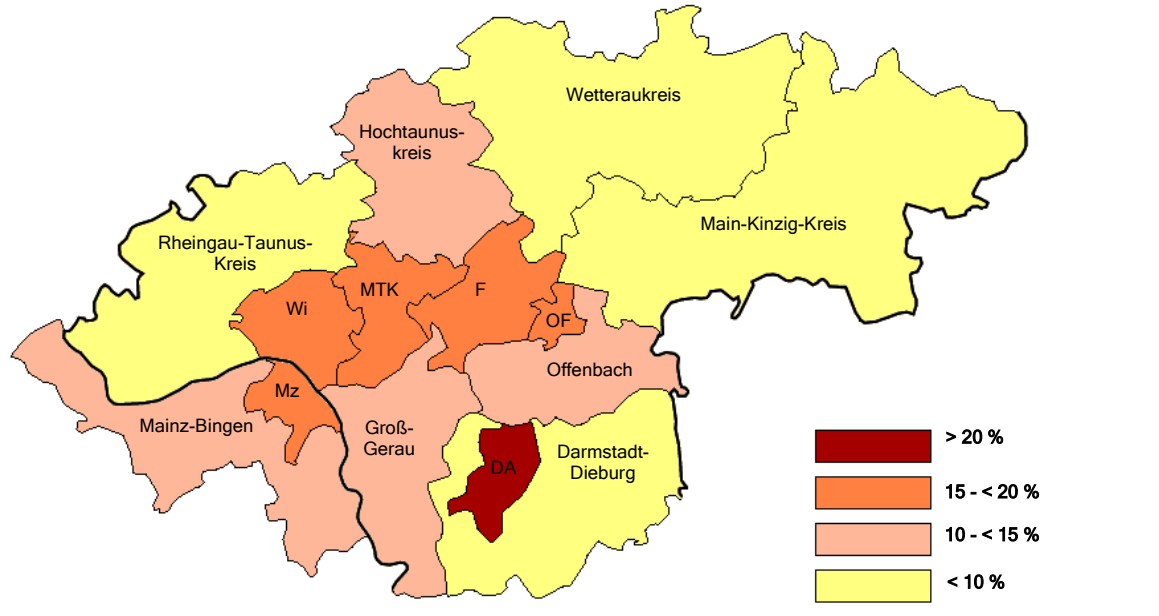 Wetteraukreis
Hochtaunus-
kreis
Main-Kinzig-Kreis
Rheingau-Taunus-
Kreis
MTK
F
Wi
OF
Offenbach
Mz
Mainz-Bingen
Groß-
Gerau
DA
Darmstadt-
Dieburg
> 20 %
15 - < 20 %
10 - < 15 %
< 10 %